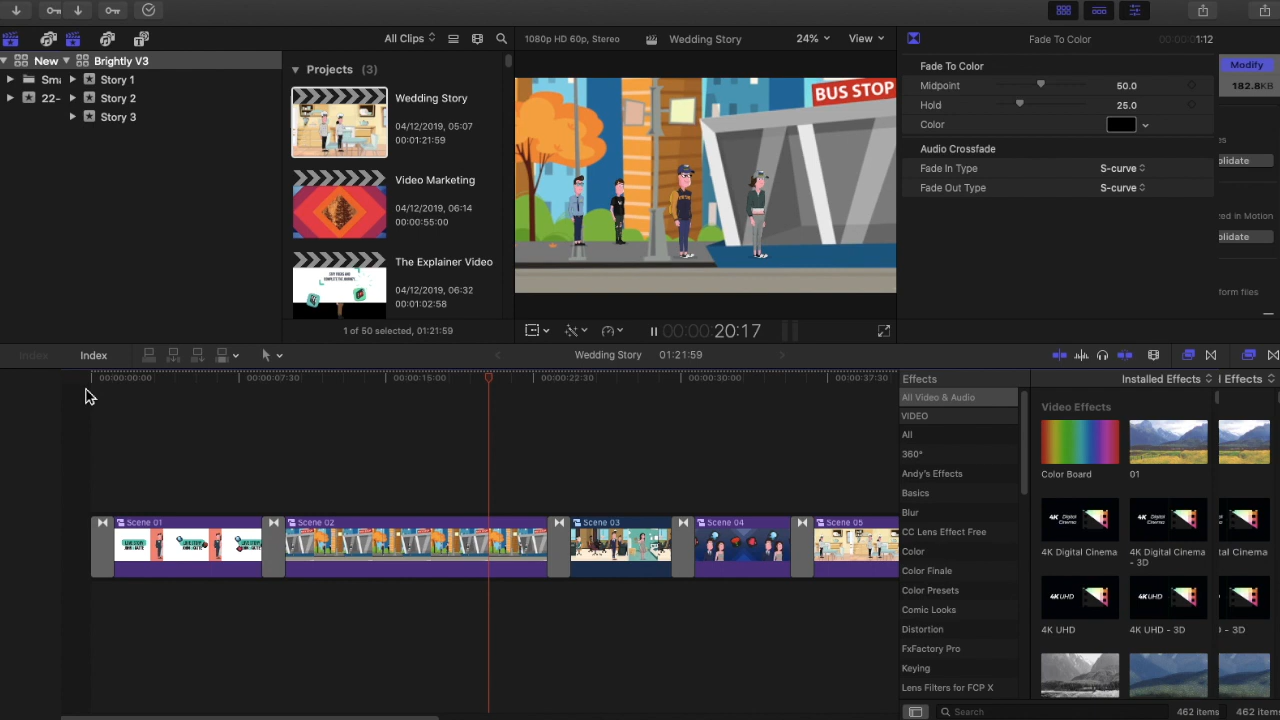 All Clips
1080p HD 60p, Stereo
Wedding Story
24%
View
Fade To Color
00:00:01:12
New
Brightly V3
Sma
Story 1
22-
Story 2
Story 3
Projects (3)
Wedding Story
04/12/2019, 05:07
00:01:21:59
Video Marketing
04/12/2019, 06:14
00:00:55:00
The Explainer Video
04/12/2019, 06:32
00:01:02:58
1 of 50 selected, 01:21:59
BUS STOP
00:00:20:17
Fade To Color
Midpoint
50.0
Hold
25.0
Color
Audio Crossfade
Fade In Type
S-curve
Fade Out Type
S-curve
Modify
182.8KB
es
olidate
zed in Motion
olidate
form files
Index
Index
Wedding Story
01:21:59
00:00:00:00
00:00:07:30
00:00:15:00
00:00:22:30
00:00:30:00
00:00:37:30
Scene 01
Scene 02
Scene 03
Scene 04
Scene 05
Effects
Installed Effects
l Effects
All Video & Audio
VIDEO
All
360°
Andy's Effects
Basics
Blur
CC Lens Effect Free
Color
Color Finale
Color Presets
Comic Looks
Distortion
FxFactory Pro
Keying
Lens Filters for FCP X
Video Effects
Color Board
01
4K Digital Cinema
4K Digital Cinema
- 3D
tal Cinema
4K UHD
4K UHD - 3D
- 3D
Search
462 items
462 items